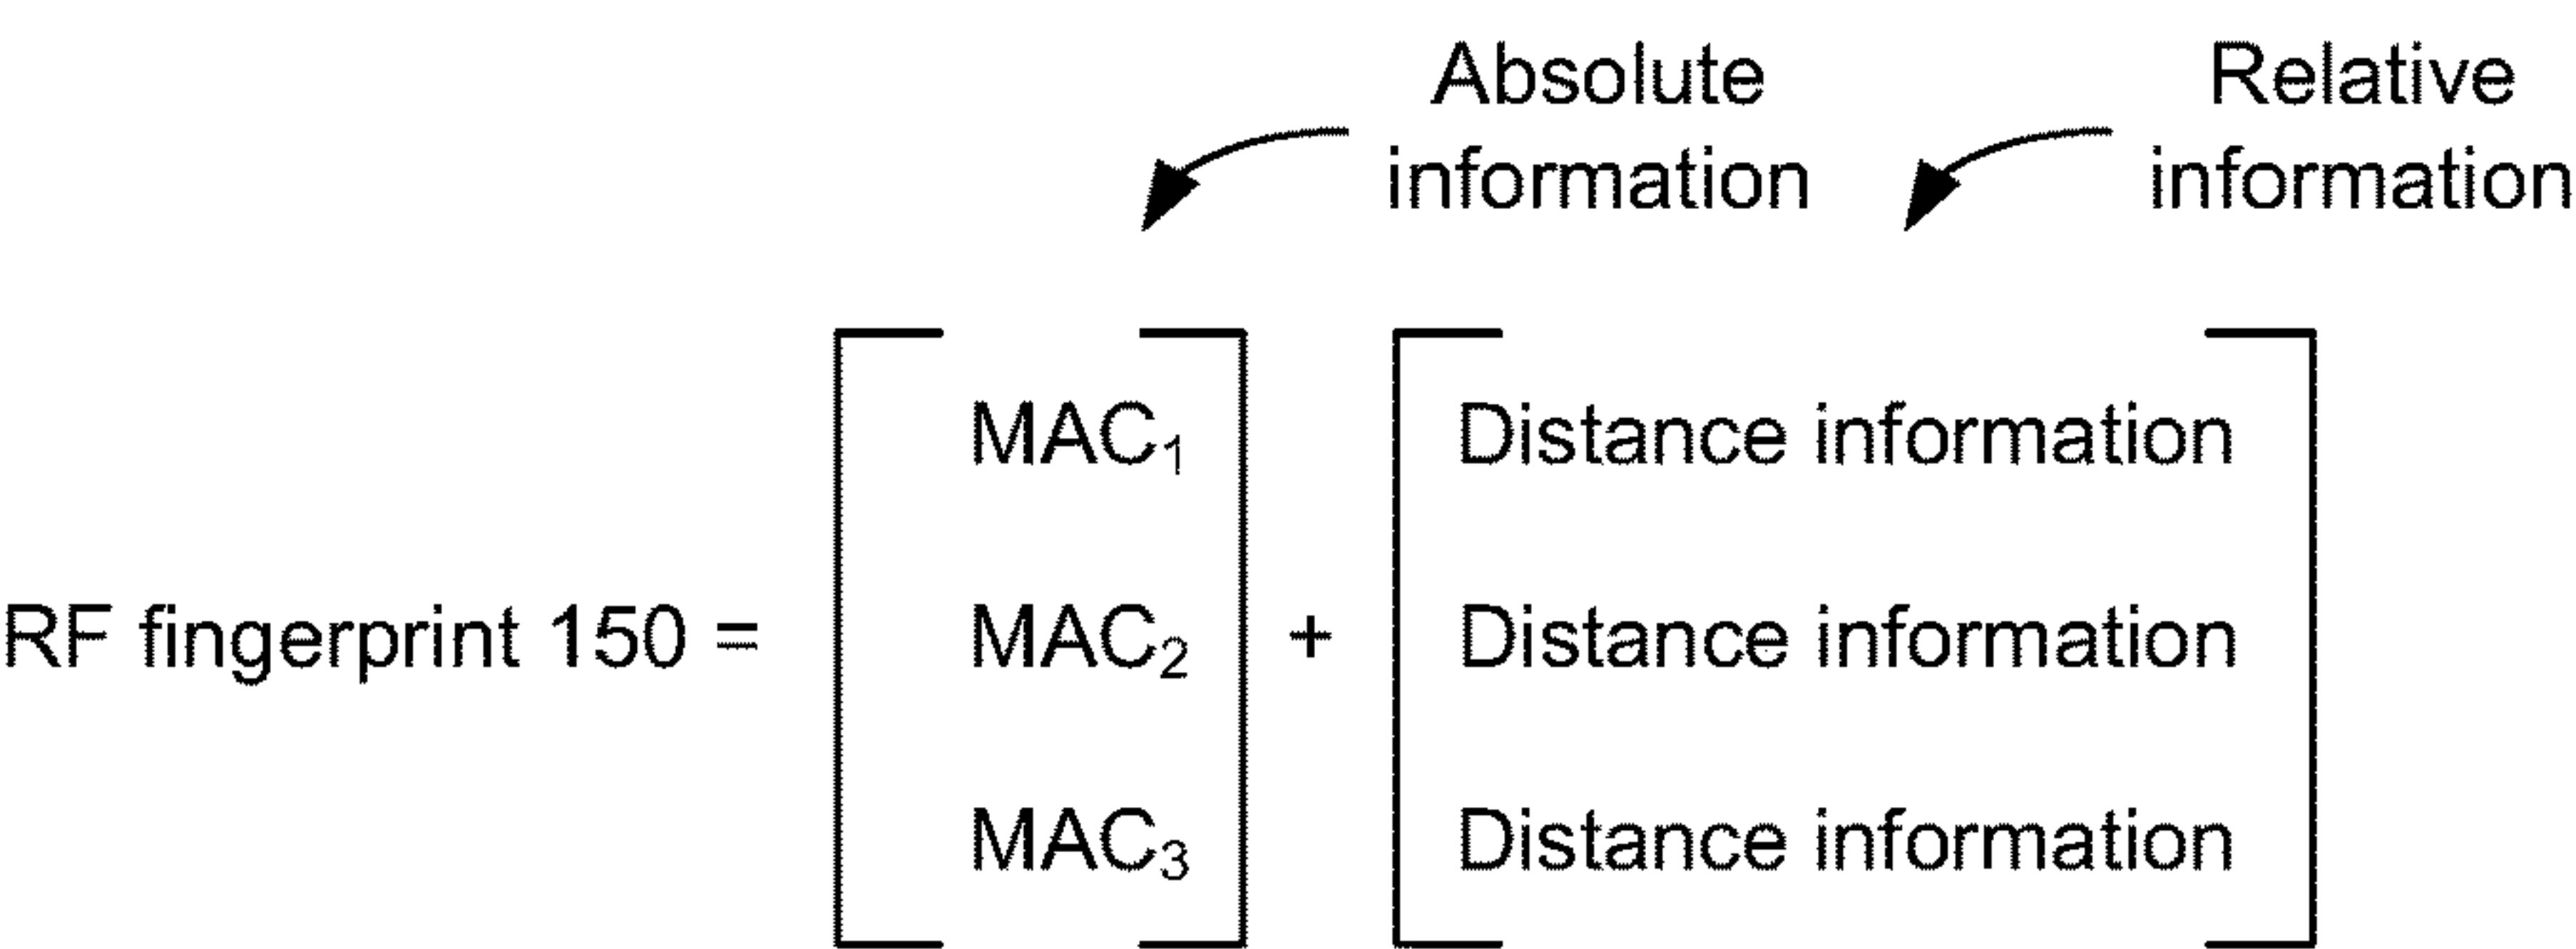 Absolute information
Relative information
MAC₁ Distance information
RF fingerprint 150 = MAC₂ + Distance information
MAC₃ Distance information